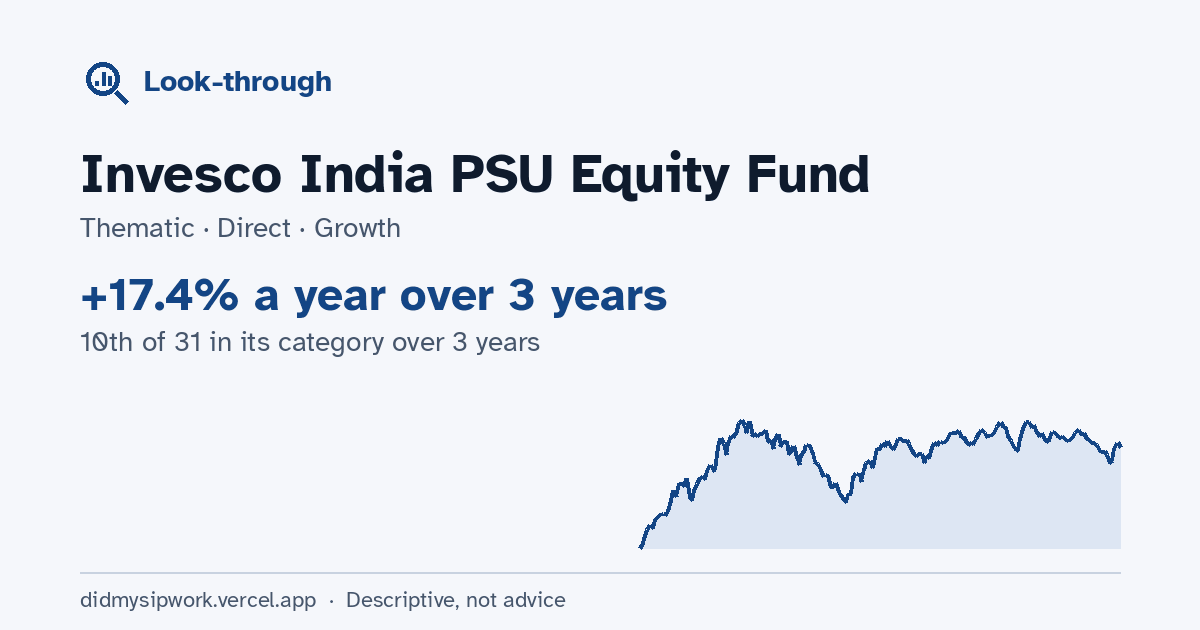 Look-through
Invesco India PSU Equity Fund
Thematic · Direct · Growth
+17.4% a year over 3 years
10th of 31 in its category over 3 years
didmysipwork.vercel.app · Descriptive, not advice